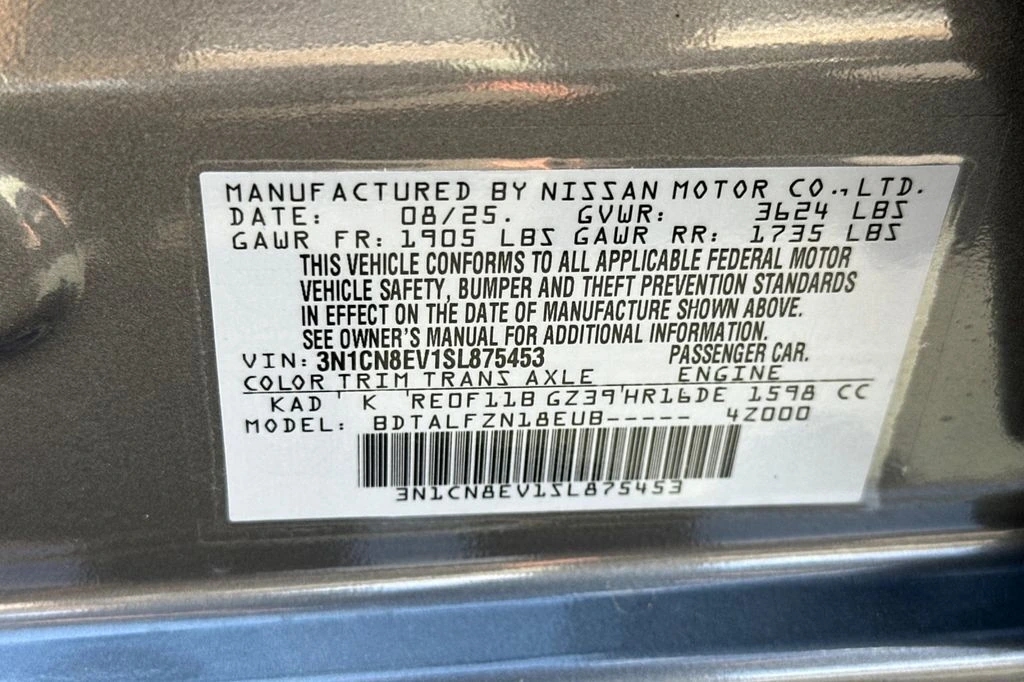 MANUFACTURED BY NISSAN MOTOR CO., LTD.
DATE: 08/25. GVWR: 3624 LBS
GAWR FR: 1905 LBS GAWR RR: 1735 LBS
THIS VEHICLE CONFORMS TO ALL APPLICABLE FEDERAL MOTOR
VEHICLE SAFETY, BUMPER AND THEFT PREVENTION STANDARDS
IN EFFECT ON THE DATE OF MANUFACTURE SHOWN ABOVE.
SEE OWNER'S MANUAL FOR ADDITIONAL INFORMATION.
VIN: 3N1CN8EV1SL875453 PASSENGER CAR.
COLOR TRIM TRANS AXLE ENGINE
KAD ' K 'RE0F11B GZ39'HR16DE 1598 CC
MODEL: BDTALFZN18EUB----- 4Z000
3N1CN8EV1SL875453